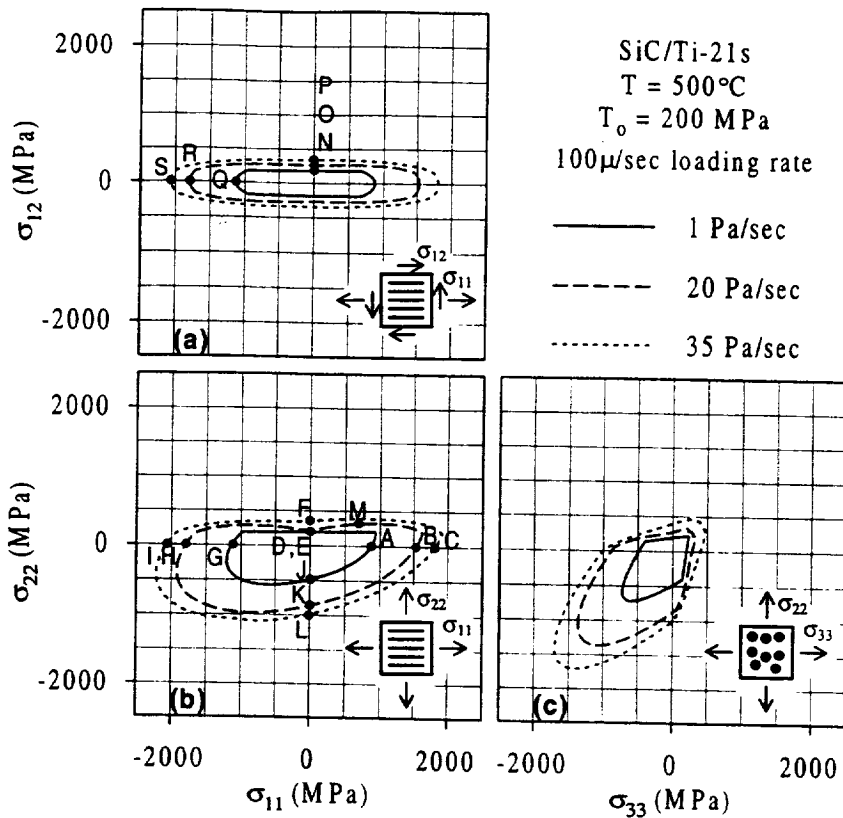 2000
0
-2000
σ12 (MPa)
P
O
N
S
R
Q
σ12
σ11
(a)
SiC/Ti-21s
T = 500°C
To = 200 MPa
100μ/sec loading rate
1 Pa/sec
20 Pa/sec
35 Pa/sec
2000
0
-2000
σ22 (MPa)
F
M
I
H
G
D,E
A
B
C
J
K
L
σ22
σ11
(b)
-2000
0
2000
σ11 (MPa)
σ22
σ33
(c)
-2000
0
2000
σ33 (MPa)